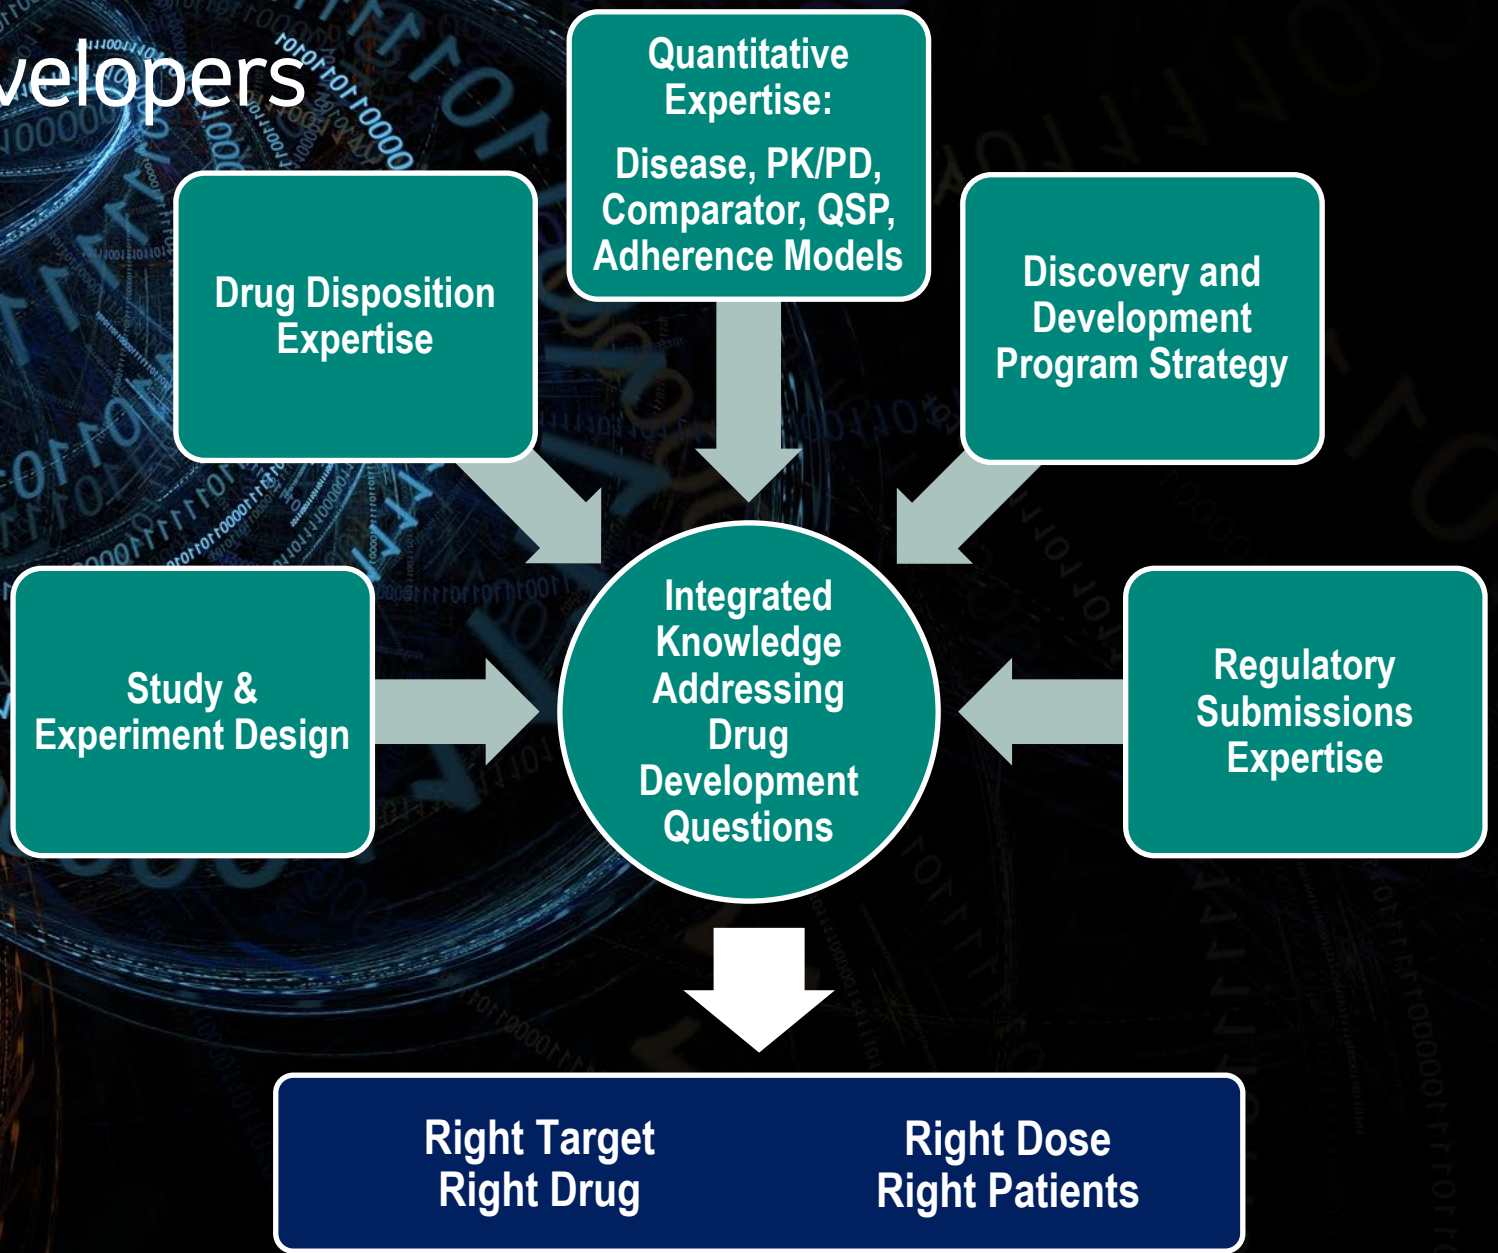 velopers
Quantitative
Expertise:
Disease, PK/PD,
Comparator, QSP,
Adherence Models
Drug Disposition
Expertise
Discovery and
Development
Program Strategy
Study &
Experiment Design
Integrated
Knowledge
Addressing
Drug
Development
Questions
Regulatory
Submissions
Expertise
Right Target
Right Drug
Right Dose
Right Patients